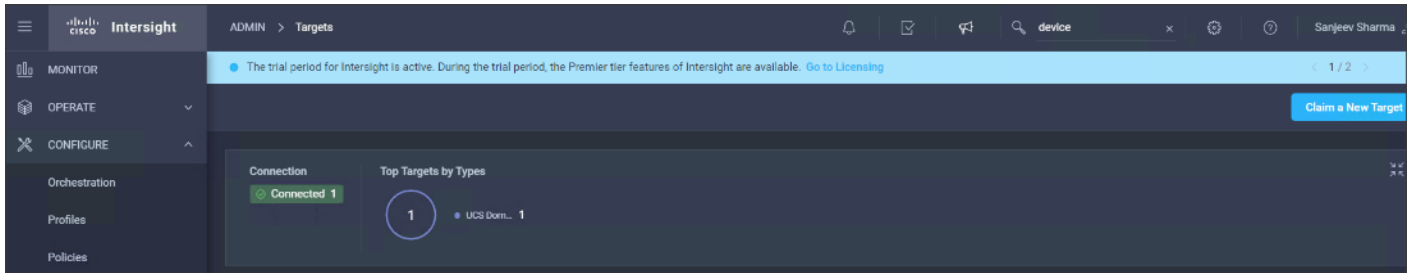 cisco Intersight
ADMIN > Targets
device
Sanjeev Sharma
MONITOR
The trial period for Intersight is active. During the trial period, the Premier tier features of Intersight are available. Go to Licensing
1 / 2
OPERATE
Claim a New Target
CONFIGURE
Connection
Connected 1
Top Targets by Types
1
UCS Dom... 1
Orchestration
Profiles
Policies